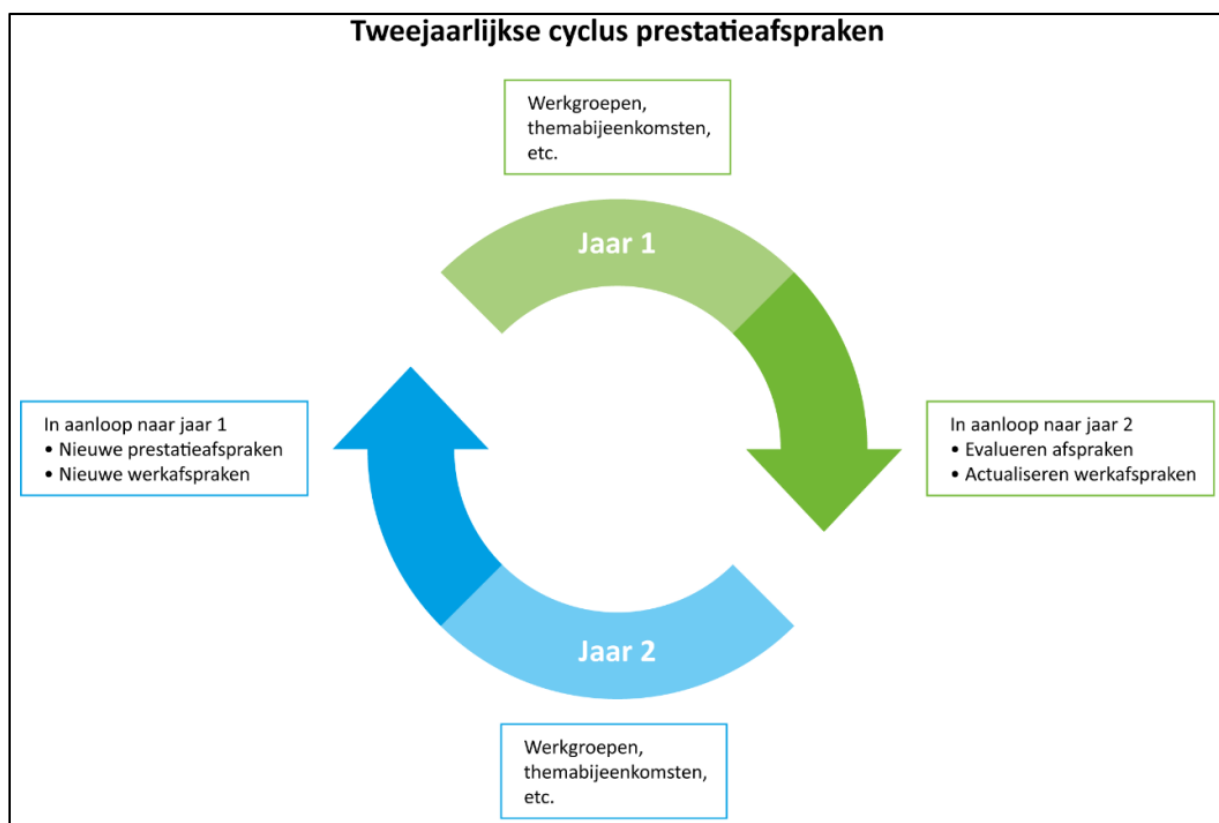 Tweejaarlijkse cyclus prestatieafspraken
Werkgroepen,
themabijeenkomsten,
etc.
Jaar 1
In aanloop naar jaar 1
• Nieuwe prestatieafspraken
• Nieuwe werkafspraken
In aanloop naar jaar 2
• Evalueren afspraken
• Actualiseren werkafspraken
Jaar 2
Werkgroepen,
themabijeenkomsten,
etc.